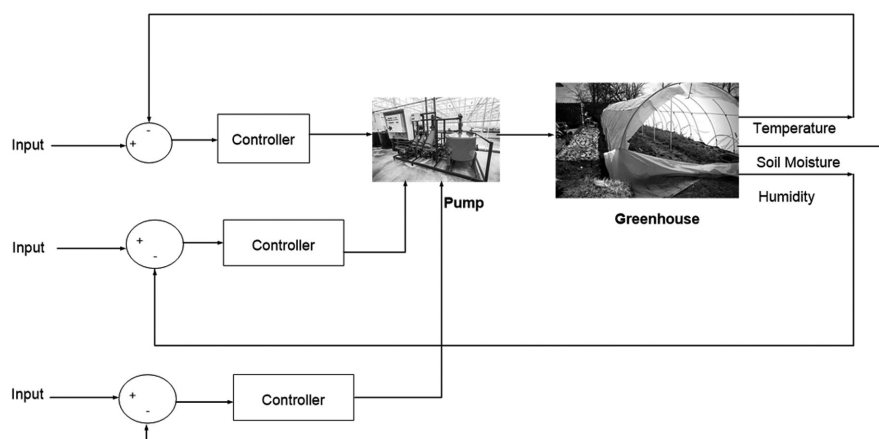 Input
+
-
Controller
Pump
Greenhouse
Temperature
Soil Moisture
Humidity
Input
+
-
Controller
Input
+
-
Controller